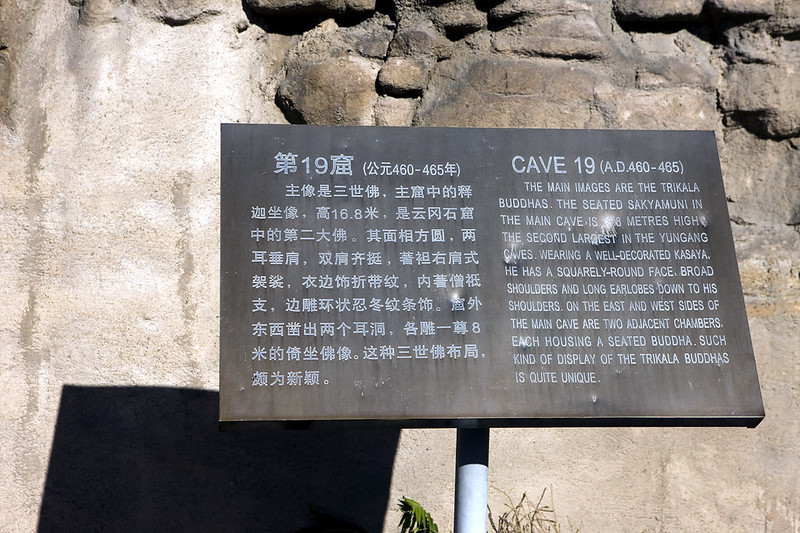 第19窟 (公元460-465年)
主像是三世佛，主窟中的释
迦坐像，高16.8米，是云冈石窟
中的第二大佛。其面相方圆，两
耳垂肩，双肩齐挺，著袒右肩式
袈裟，衣边饰折带纹，内著僧祇
支，边雕环状忍冬纹条饰。窟外
东西凿出两个耳洞，各雕一尊8
米的倚坐佛像。这种三世佛布局，
颇为新颖。
CAVE 19 (A.D.460-465)
THE MAIN IMAGES ARE THE TRIKALA
BUDDHAS. THE SEATED SAKYAMUNI IN
THE MAIN CAVE IS 8 METRES HIGH,
THE SECOND LARGEST IN THE YUNGANG
CAVES. WEARING A WELL-DECORATED KASAYA,
HE HAS A SQUARELY-ROUND FACE, BROAD
SHOULDERS AND LONG EARLOBES DOWN TO HIS
SHOULDERS. ON THE EAST AND WEST SIDES OF
THE MAIN CAVE ARE TWO ADJACENT CHAMBERS,
EACH HOUSING A SEATED BUDDHA. SUCH
KIND OF DISPLAY OF THE TRIKALA BUDDHAS
IS QUITE UNIQUE.